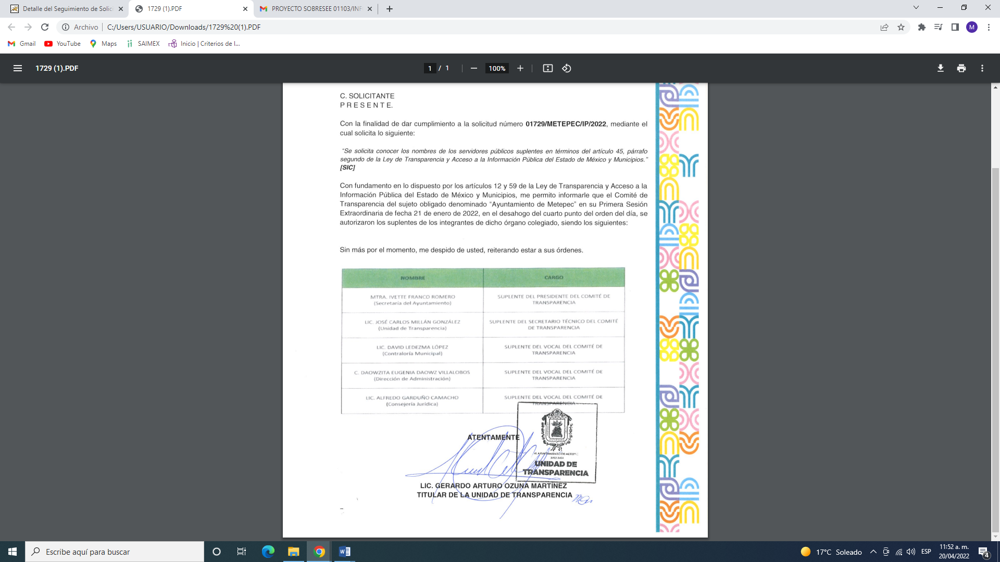 Detalle del Seguimiento de Solici
1729 (1).PDF
PROYECTO SOBRESEE 01103/INF
Archivo
C:/Users/USUARIO/Downloads/1729%20(1).PDF
M
Gmail
YouTube
Maps
SAIMEX
Inicio | Criterios de I...
1729 (1).PDF
1 / 1
100%
C. SOLICITANTE
P R E S E N T E.
Con la finalidad de dar cumplimiento a la solicitud número 01729/METEPEC/IP/2022, mediante el
cual solicita lo siguiente:
“Se solicita conocer los nombres de los servidores públicos suplentes en términos del artículo 45, párrafo
segundo de la Ley de Transparencia y Acceso a la Información Pública del Estado de México y Municipios.”
[SIC]
Con fundamento en lo dispuesto por los artículos 12 y 59 de la Ley de Transparencia y Acceso a la
Información Pública del Estado de México y Municipios, me permito informarle que el Comité de
Transparencia del sujeto obligado denominado “Ayuntamiento de Metepec” en su Primera Sesión
Extraordinaria de fecha 21 de enero de 2022, en el desahogo del cuarto punto del orden del día, se
autorizaron los suplentes de los integrantes de dicho órgano colegiado, siendo los siguientes:
Sin más por el momento, me despido de usted, reiterando estar a sus órdenes.
NOMBRE
CARGO
MTRA. IVETTE FRANCO ROMERO
(Secretaría del Ayuntamiento)
SUPLENTE DEL PRESIDENTE DEL COMITÉ DE
TRANSPARENCIA
LIC. JOSÉ CARLOS MILLÁN GONZÁLEZ
(Unidad de Transparencia)
SUPLENTE DEL SECRETARIO TÉCNICO DEL COMITÉ
DE TRANSPARENCIA
LIC. DAVID LEDEZMA LÓPEZ
(Contraloría Municipal)
SUPLENTE DEL VOCAL DEL COMITÉ DE
TRANSPARENCIA
C. DAOWZITA EUGENIA DAOWZ VILLALOBOS
(Dirección de Administración)
SUPLENTE DEL VOCAL DEL COMITÉ DE
TRANSPARENCIA
LIC. ALFREDO GARDUÑO CAMACHO
(Consejería Jurídica)
SUPLENTE DEL VOCAL DEL COMITÉ DE
TRANSPARENCIA
ATENTAMENTE
H. AYUNTAMIENTO DE METEPEC
2022-2024
UNIDAD DE
TRANSPARENCIA
LIC. GERARDO ARTURO OZUNA MARTÍNEZ
TITULAR DE LA UNIDAD DE TRANSPARENCIA
Escribe aquí para buscar
17°C Soleado
ESP
11:52 a. m.
20/04/2022
4